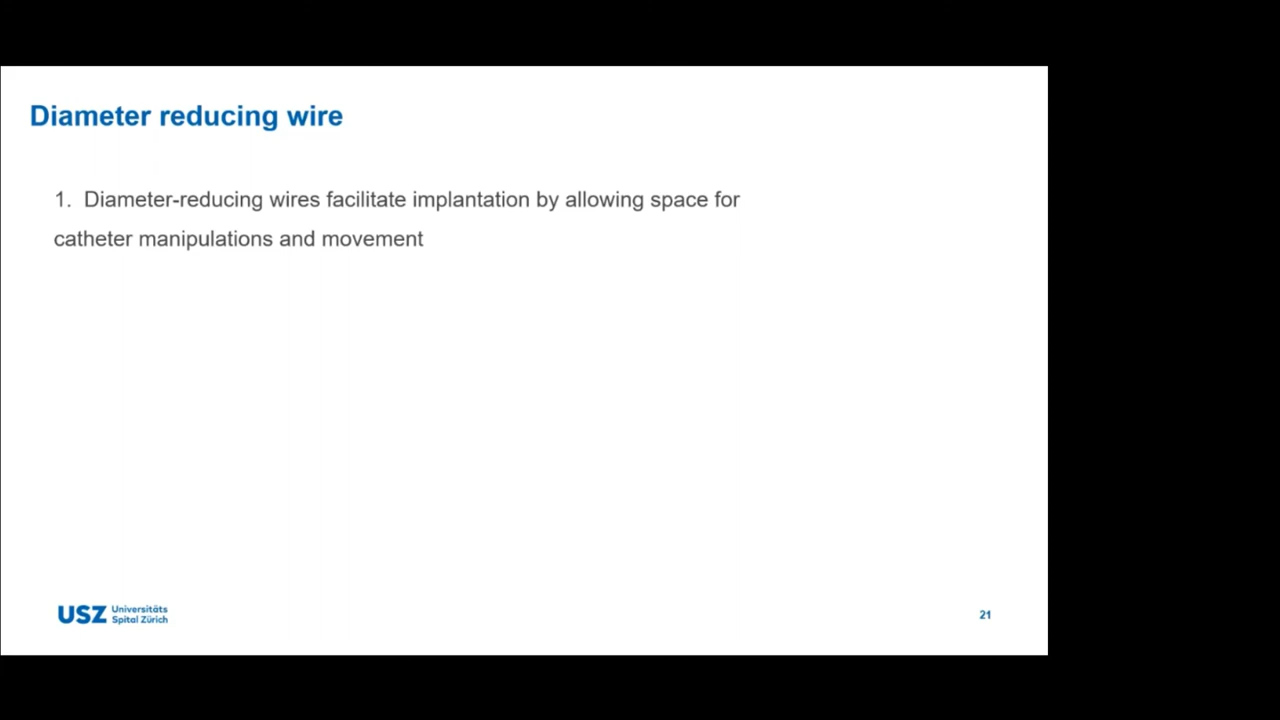 Diameter reducing wire
1. Diameter-reducing wires facilitate implantation by allowing space for
catheter manipulations and movement
USZ Universitäts
Spital Zürich
21